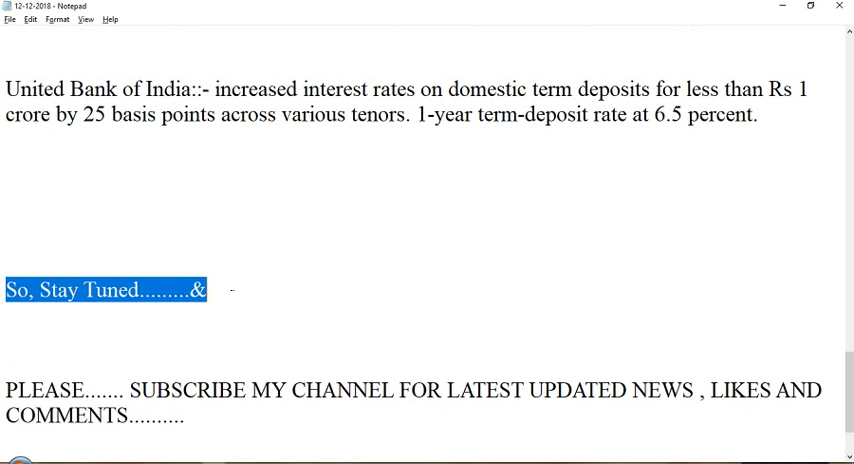 12-12-2018 - Notepad
File Edit Format View Help
United Bank of India::- increased interest rates on domestic term deposits for less than Rs 1
crore by 25 basis points across various tenors. 1-year term-deposit rate at 6.5 percent.
So, Stay Tuned.........&
PLEASE....... SUBSCRIBE MY CHANNEL FOR LATEST UPDATED NEWS , LIKES AND
COMMENTS..........